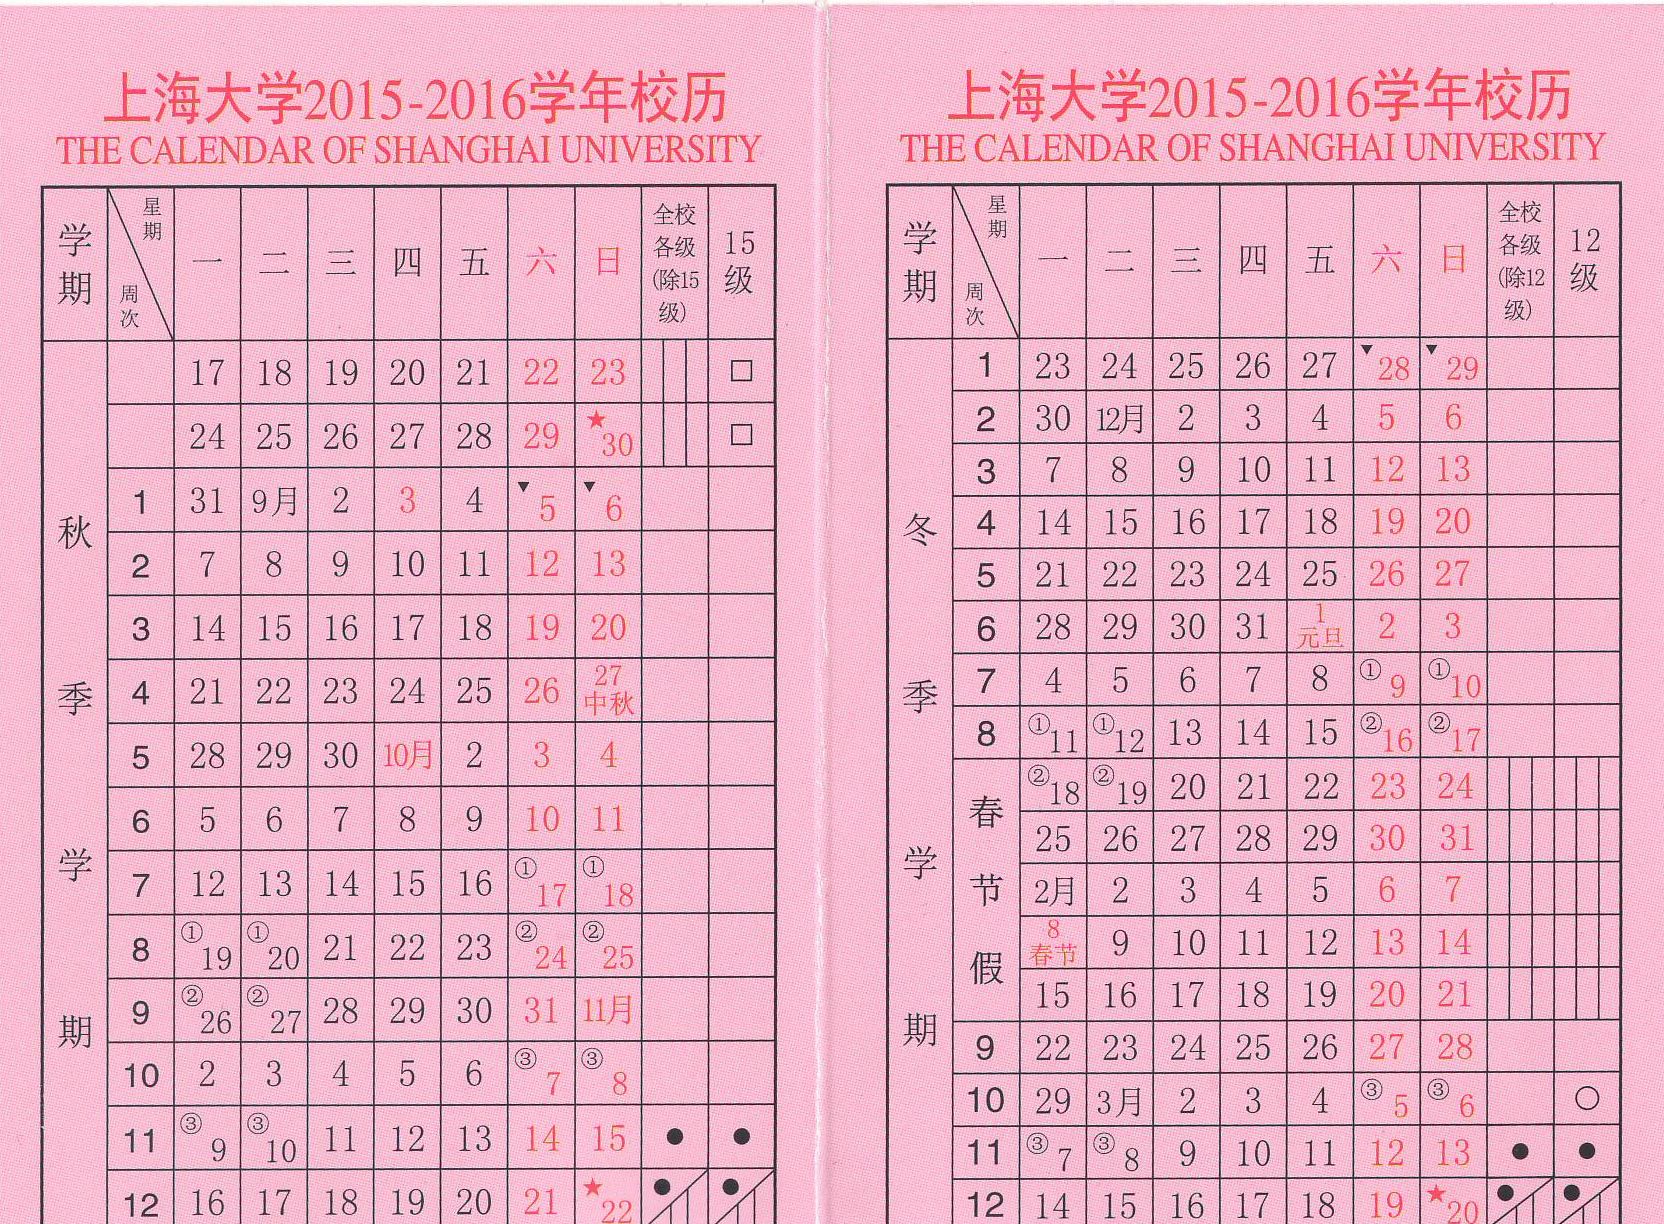 上海大学2015-2016学年校历
THE CALENDAR OF SHANGHAI UNIVERSITY
学期 星期 周次 一 二 三 四 五 六 日 全校各级(除15级) 15级
秋季学期
17 18 19 20 21 22 23 □
24 25 26 27 28 29 ★30 □
1 31 9月 2 3 4 ▼5 ▼6
2 7 8 9 10 11 12 13
3 14 15 16 17 18 19 20
4 21 22 23 24 25 26 27中秋
5 28 29 30 10月 2 3 4
6 5 6 7 8 9 10 11
7 12 13 14 15 16 ①17 ①18
8 ①19 ①20 21 22 23 ②24 ②25
9 ②26 ②27 28 29 30 31 11月
10 2 3 4 5 6 ③7 ③8
11 ③9 ③10 11 12 13 14 15 ● ●
12 16 17 18 19 20 21 ★22 ● ●
上海大学2015-2016学年校历
THE CALENDAR OF SHANGHAI UNIVERSITY
学期 星期 周次 一 二 三 四 五 六 日 全校各级(除12级) 12级
冬季学期
1 23 24 25 26 27 ▼28 ▼29
2 30 12月 2 3 4 5 6
3 7 8 9 10 11 12 13
4 14 15 16 17 18 19 20
5 21 22 23 24 25 26 27
6 28 29 30 31 1元旦 2 3
7 4 5 6 7 8 ①9 ①10
8 ①11 ①12 13 14 15 ②16 ②17
春节假
②18 ②19 20 21 22 23 24
25 26 27 28 29 30 31
2月 2 3 4 5 6 7
8春节 9 10 11 12 13 14
15 16 17 18 19 20 21
9 22 23 24 25 26 27 28
10 29 3月 2 3 4 ③5 ③6 ○
11 ③7 ③8 9 10 11 12 13 ● ●
12 14 15 16 17 18 19 ★20 ● ●